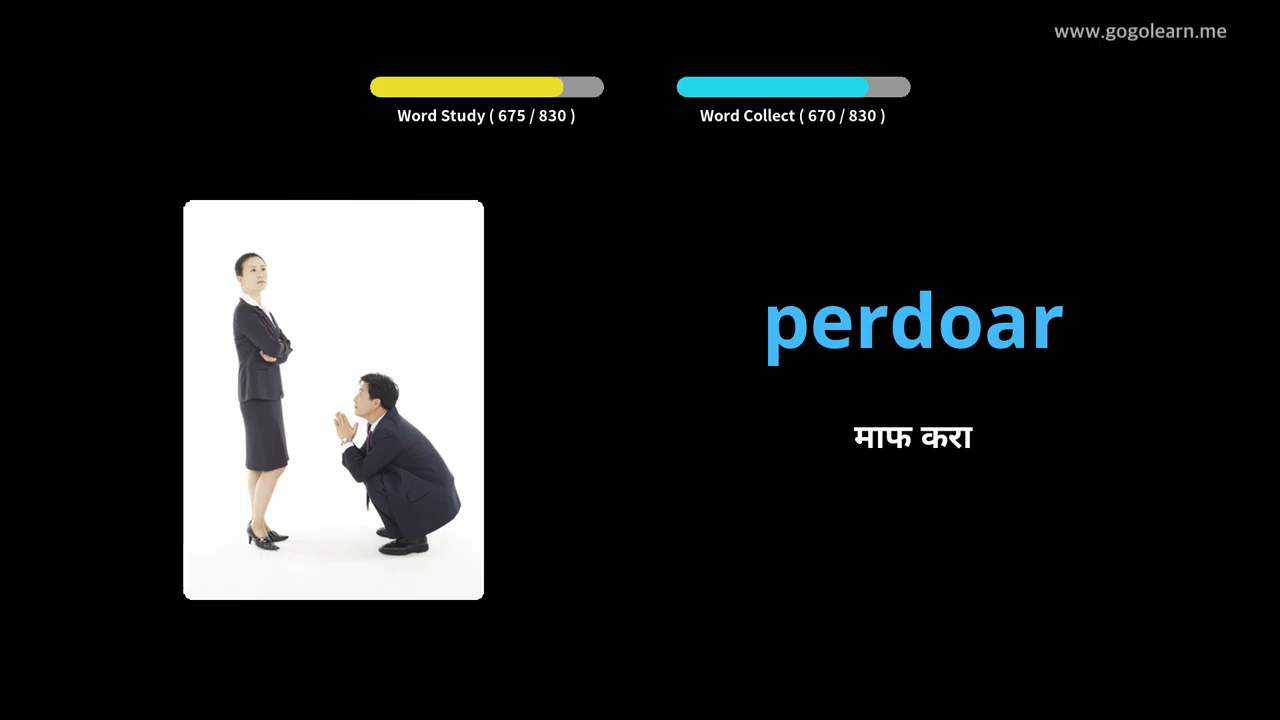 www.gogolearn.me
Word Study ( 675 / 830 )
Word Collect ( 670 / 830 )
perdoar
माफ करा